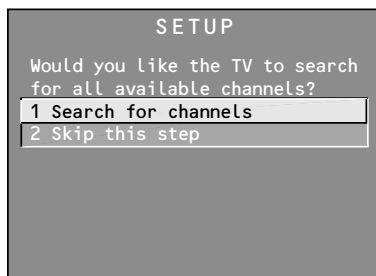 SETUP
Would you like the TV to search
for all available channels?
1 Search for channels
2 Skip this step